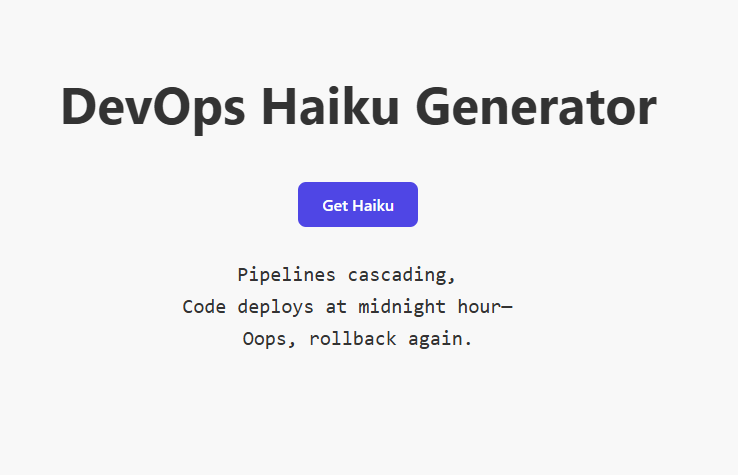 DevOps Haiku Generator
Get Haiku
Pipelines cascading,
Code deploys at midnight hour—
Oops, rollback again.